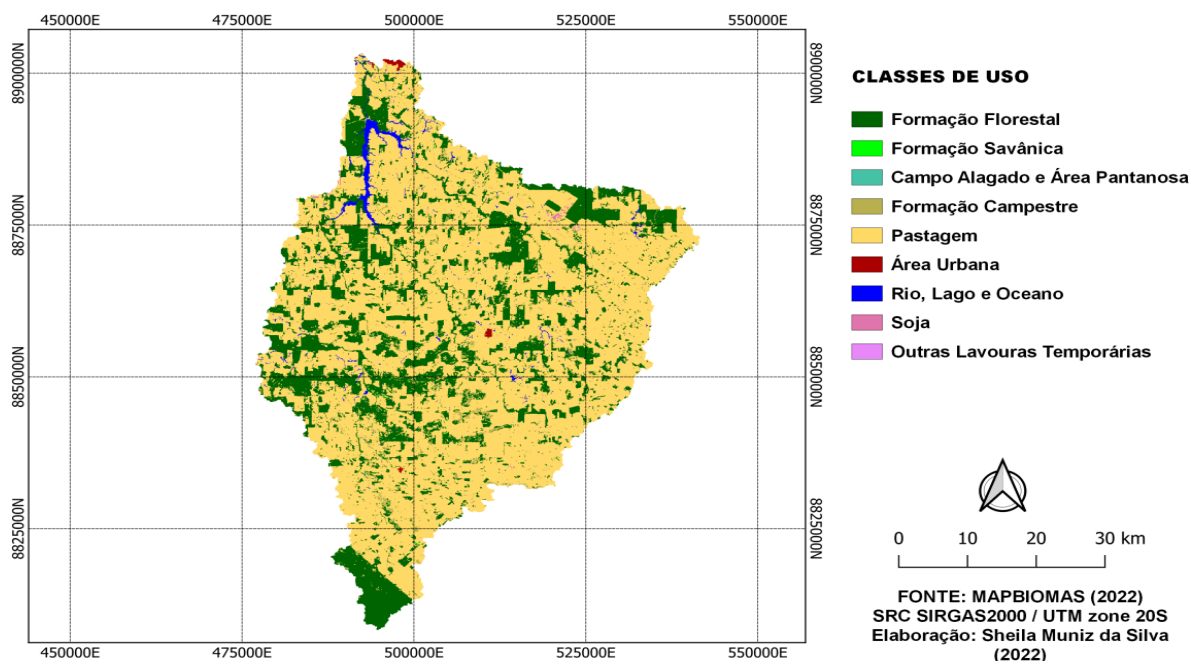 450000E 475000E 500000E 525000E 550000E
8900000N
8875000N
8850000N
8825000N
8900000N
8875000N
8850000N
8825000N
450000E 475000E 500000E 525000E 550000E
CLASSES DE USO
Formação Florestal
Formação Savânica
Campo Alagado e Área Pantanosa
Formação Campestre
Pastagem
Área Urbana
Rio, Lago e Oceano
Soja
Outras Lavouras Temporárias
0 10 20 30 km
FONTE: MAPBIOMAS (2022)
SRC SIRGAS2000 / UTM zone 20S
Elaboração: Sheila Muniz da Silva
(2022)